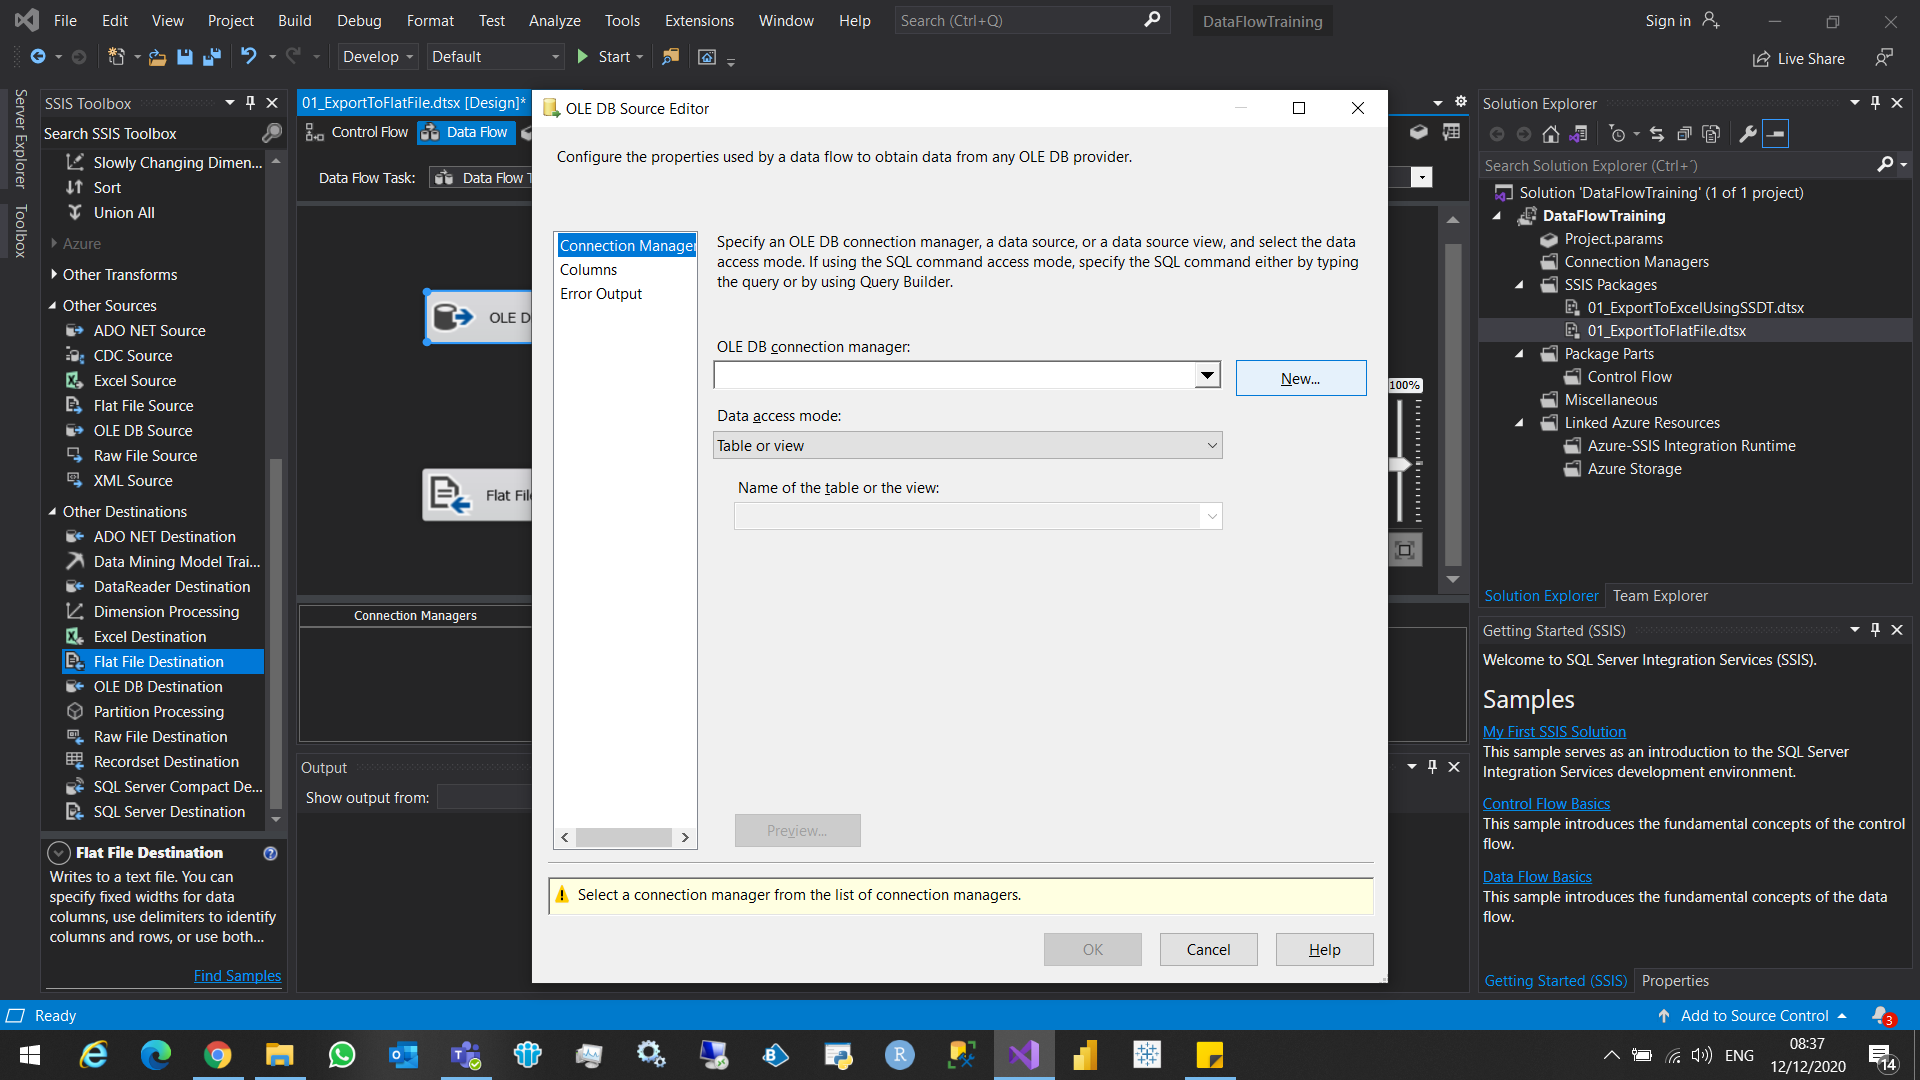 File Edit View Project Build Debug Format Test Analyze Tools Extensions Window Help Search (Ctrl+Q) DataFlowTraining Sign in
Develop Default Start Live Share
Server Explorer
Toolbox
SSIS Toolbox
Search SSIS Toolbox
Slowly Changing Dimen...
Sort
Union All
Azure
Other Transforms
Other Sources
ADO NET Source
CDC Source
Excel Source
Flat File Source
OLE DB Source
Raw File Source
XML Source
Other Destinations
ADO NET Destination
Data Mining Model Trai...
DataReader Destination
Dimension Processing
Excel Destination
Flat File Destination
OLE DB Destination
Partition Processing
Raw File Destination
Recordset Destination
SQL Server Compact De...
SQL Server Destination
Flat File Destination
Writes to a text file. You can
specify fixed widths for data
columns, use delimiters to identify
columns and rows, or use both...
Find Samples
01_ExportToFlatFile.dtsx [Design]*
Control Flow Data Flow
Data Flow Task: Data Flow T
OLE D
Flat File
100%
Connection Managers
Output
Show output from:
OLE DB Source Editor
Configure the properties used by a data flow to obtain data from any OLE DB provider.
Connection Manager
Columns
Error Output
Specify an OLE DB connection manager, a data source, or a data source view, and select the data
access mode. If using the SQL command access mode, specify the SQL command either by typing
the query or by using Query Builder.
OLE DB connection manager:
New...
Data access mode:
Table or view
Name of the table or the view:
Preview...
Select a connection manager from the list of connection managers.
OK Cancel Help
Solution Explorer
Search Solution Explorer (Ctrl+´)
Solution 'DataFlowTraining' (1 of 1 project)
DataFlowTraining
Project.params
Connection Managers
SSIS Packages
01_ExportToExcelUsingSSDT.dtsx
01_ExportToFlatFile.dtsx
Package Parts
Control Flow
Miscellaneous
Linked Azure Resources
Azure-SSIS Integration Runtime
Azure Storage
Solution Explorer Team Explorer
Getting Started (SSIS)
Welcome to SQL Server Integration Services (SSIS).
Samples
My First SSIS Solution
This sample serves as an introduction to the SQL Server
Integration Services development environment.
Control Flow Basics
This sample introduces the fundamental concepts of the control
flow.
Data Flow Basics
This sample introduces the fundamental concepts of the data
flow.
Getting Started (SSIS) Properties
Ready Add to Source Control 3
ENG 08:37
12/12/2020 14